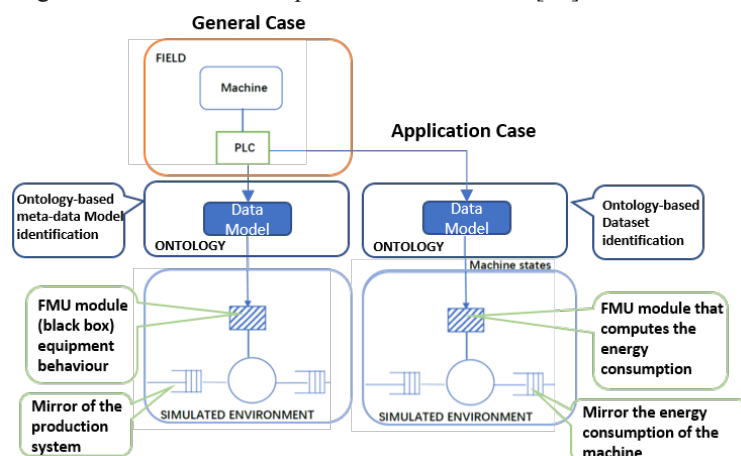 General Case
FIELD
Machine
PLC
Application Case
Ontology-based
meta-data Model
identification
Data
Model
ONTOLOGY
Data
Model
ONTOLOGY
Ontology-based
Dataset
identification
Machine states
FMU module
(black box)
equipment
behaviour
FMU module that
computes the
energy
consumption
Mirror of the
production
system
SIMULATED ENVIRONMENT
SIMULATED ENVIRONMENT
Mirror the energy
consumption of the
machine